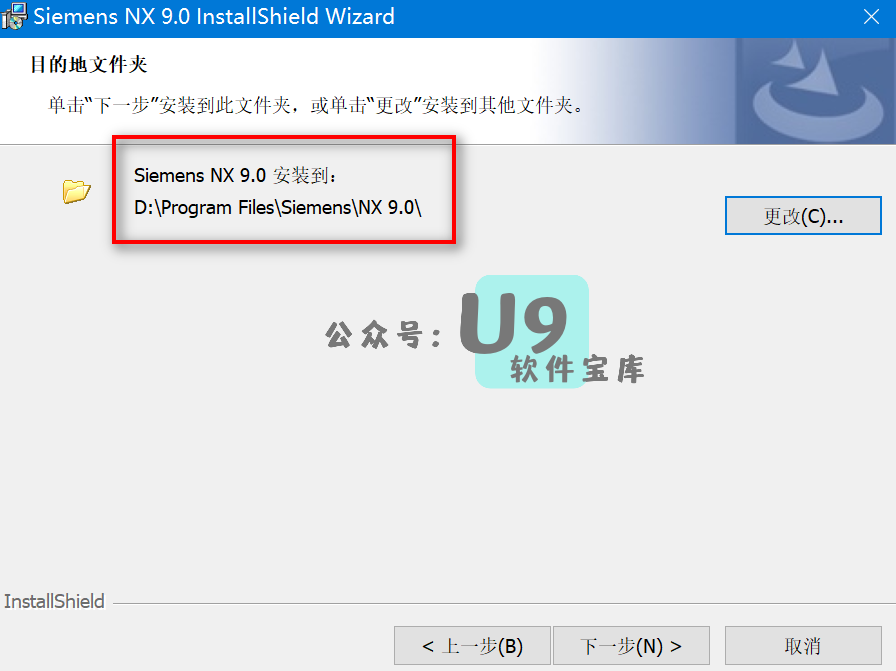 Siemens NX 9.0 InstallShield Wizard
目的地文件夹
单击“下一步”安装到此文件夹，或单击“更改”安装到其他文件夹。
Siemens NX 9.0 安装到:
D:\Program Files\Siemens\NX 9.0\
更改(C)...
公众号: U9
软件宝库
InstallShield
< 上一步(B)
下一步(N) >
取消